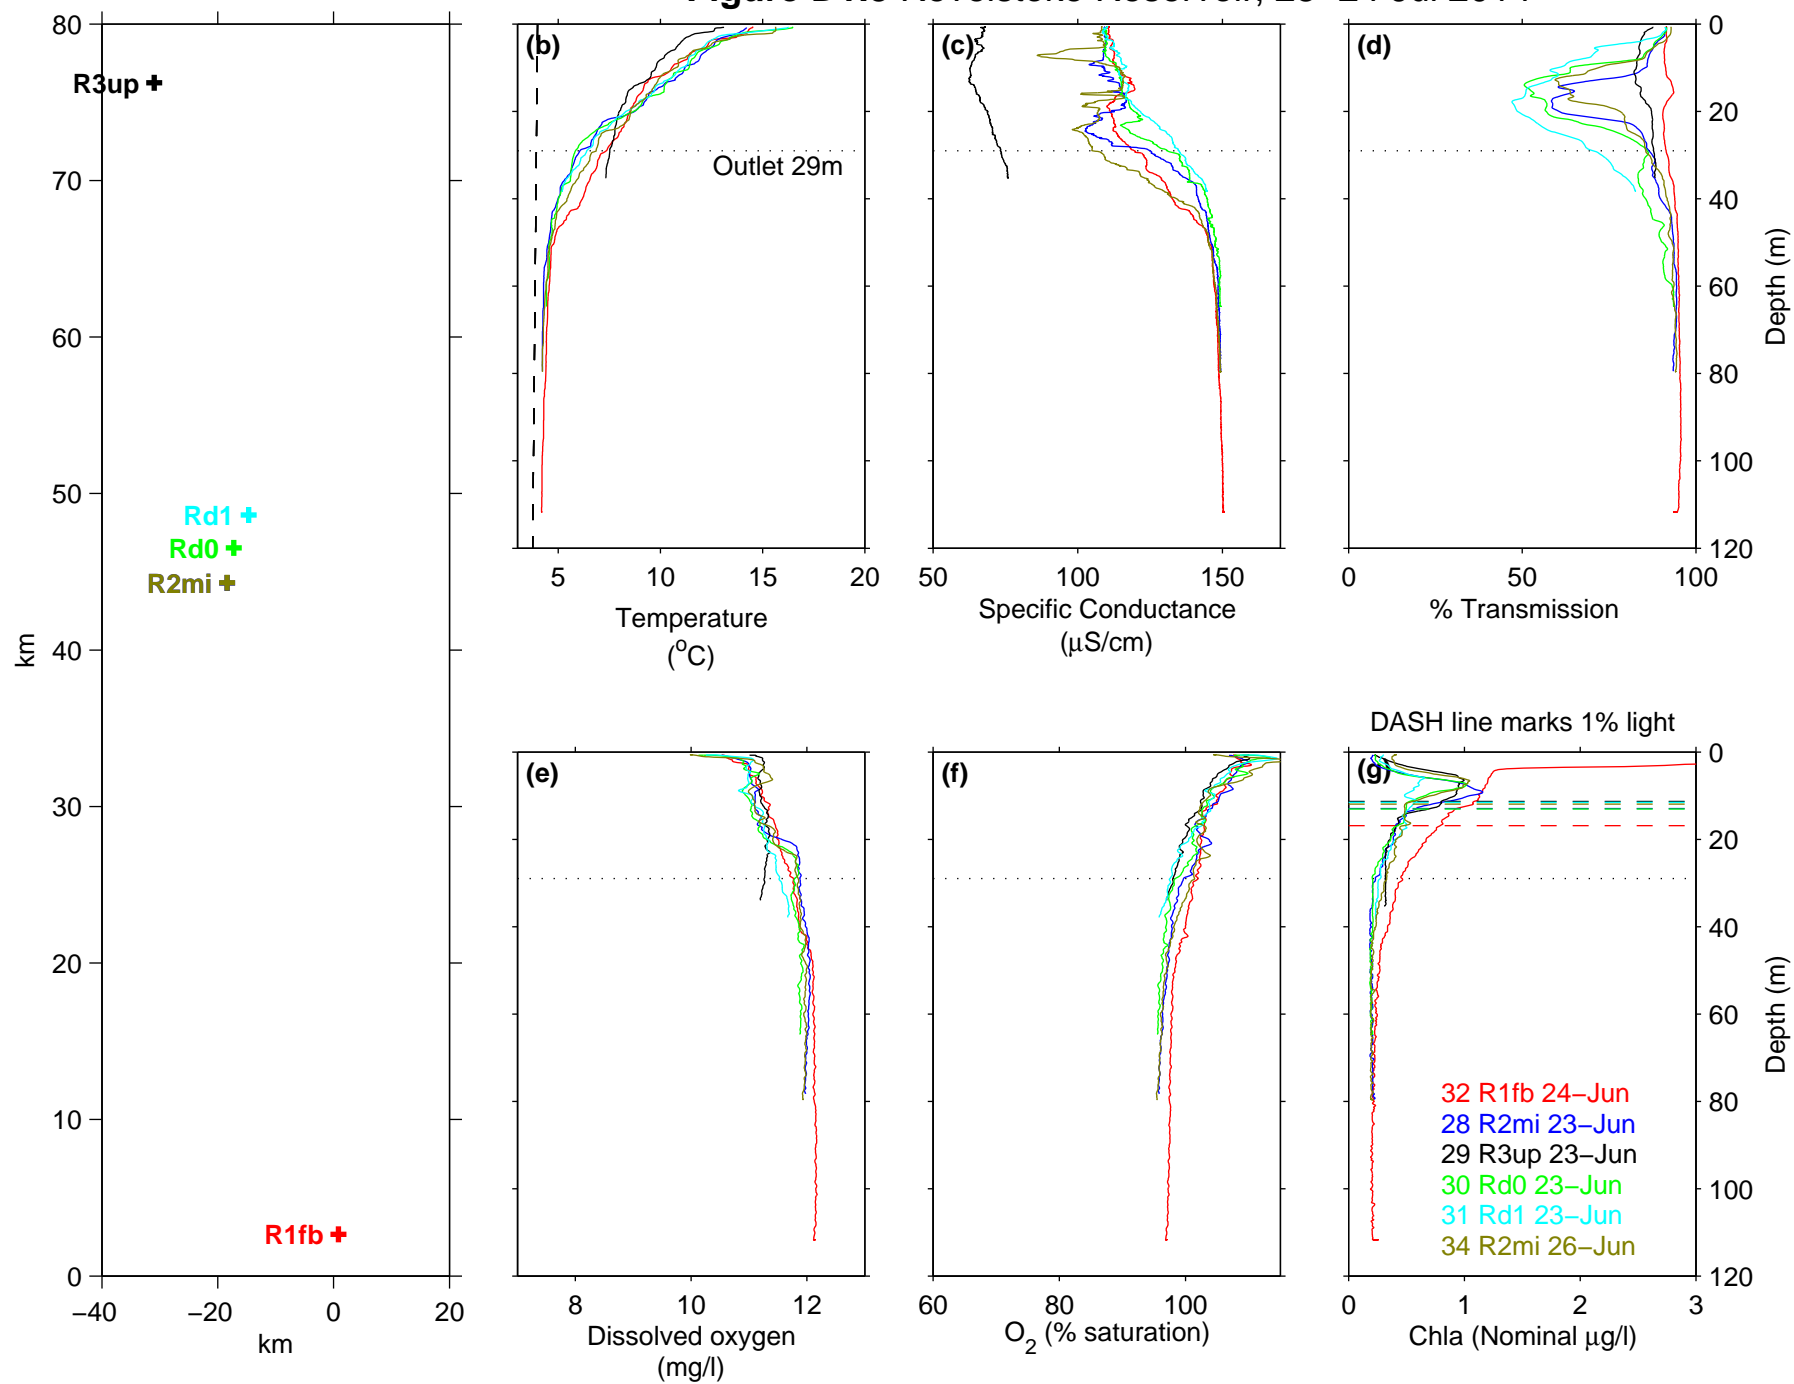 80
70
60
50
40
30
20
10
0
km
−40
−20
0
20
km
R3up
Rd1
Rd0
R2mi
R1fb
(b)
Outlet 29m
5
10
15
20
Temperature
(°C)
(c)
50
100
150
Specific Conductance
(μS/cm)
(d)
0
20
40
60
80
100
120
Depth (m)
0
50
100
% Transmission
(e)
8
10
12
Dissolved oxygen
(mg/l)
(f)
60
80
100
O2 (% saturation)
DASH line marks 1% light
(g)
0
20
40
60
80
100
120
Depth (m)
32 R1fb 24−Jun
28 R2mi 23−Jun
29 R3up 23−Jun
30 Rd0 23−Jun
31 Rd1 23−Jun
34 R2mi 26−Jun
0
1
2
3
Chla (Nominal μg/l)